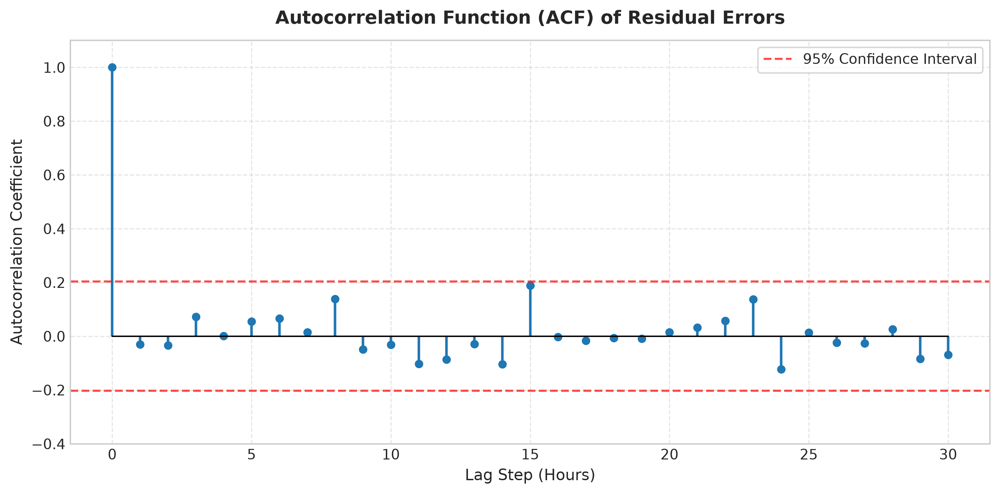 Autocorrelation Function (ACF) of Residual Errors
95% Confidence Interval
Autocorrelation Coefficient
1.0
0.8
0.6
0.4
0.2
0.0
−0.2
−0.4
0 5 10 15 20 25 30
Lag Step (Hours)